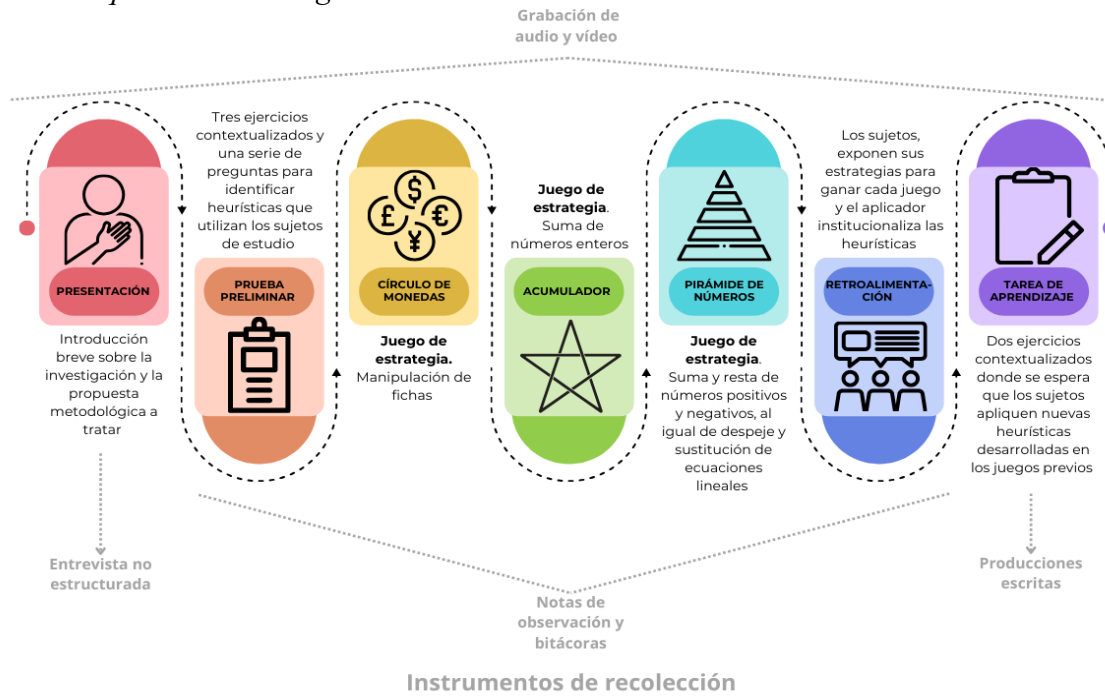 Grabación de
audio y vídeo
PRESENTACIÓN
Introducción
breve sobre la
investigación y la
propuesta
metodológica a
tratar
Tres ejercicios
contextualizados y
una serie de
preguntas para
identificar
heurísticas que
utilizan los sujetos
de estudio
PRUEBA
PRELIMINAR
$
£
€
¥
CÍRCULO DE
MONEDAS
Juego de
estrategia.
Manipulación de
fichas
Juego de
estrategia.
Suma de
números enteros
ACUMULADOR
PIRÁMIDE DE
NÚMEROS
Juego de
estrategia.
Suma y resta de
números positivos
y negativos, al
igual de despeje y
sustitución de
ecuaciones
lineales
Los sujetos,
exponen sus
estrategias para
ganar cada juego
y el aplicador
institucionaliza las
heurísticas
RETROALIMENTA-
CIÓN
TAREA DE
APRENDIZAJE
Dos ejercicios
contextualizados
donde se espera
que los sujetos
apliquen nuevas
heurísticas
desarrolladas en
los juegos previos
Entrevista no
estructurada
Notas de
observación y
bitácoras
Producciones
escritas
Instrumentos de recolección